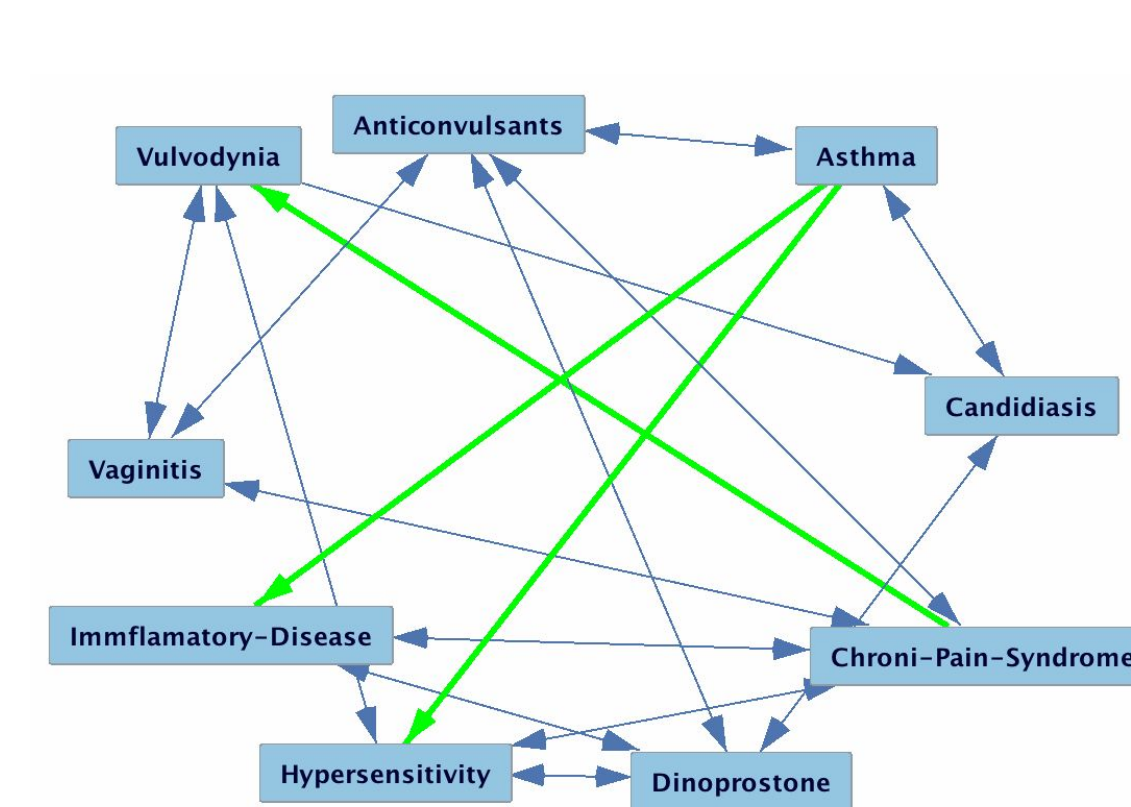 Anticonvulsants
Vulvodynia
Asthma
Candidiasis
Vaginitis
Immflamatory-Disease
Chroni-Pain-Syndrome
Hypersensitivity
Dinoprostone